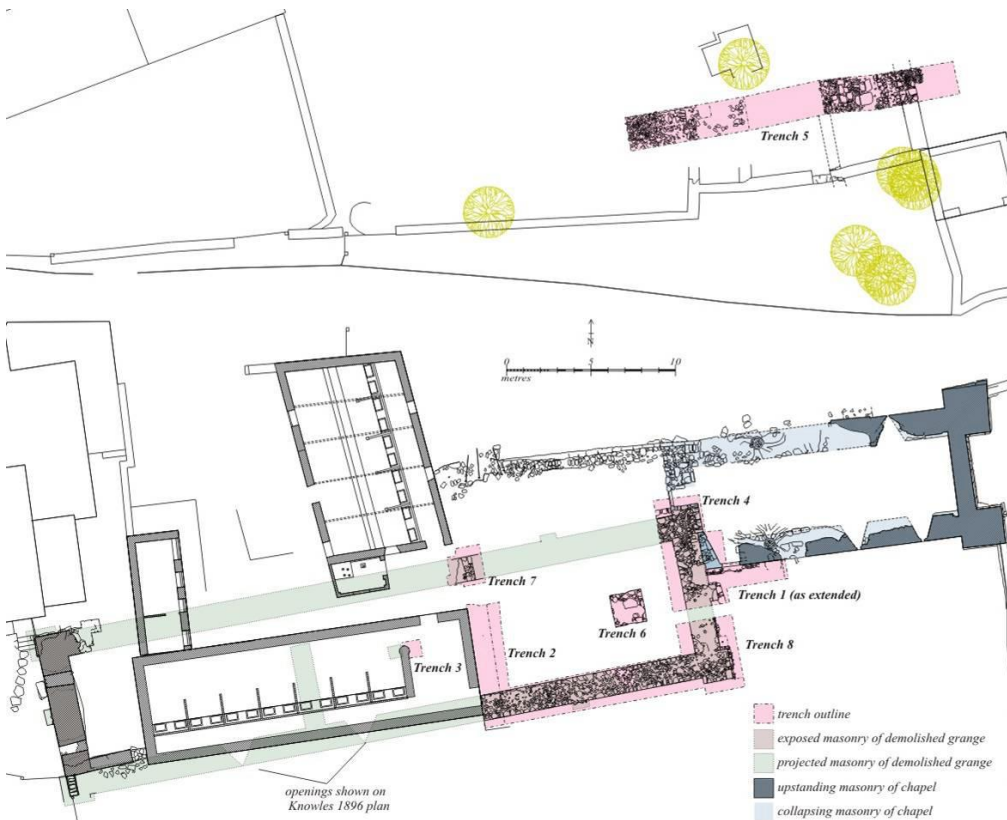 Trench 5
N
0 5 10
metres
Trench 4
Trench 7
Trench 1 (as extended)
Trench 6
Trench 3
Trench 2
Trench 8
openings shown on
Knowles 1896 plan
trench outline
exposed masonry of demolished grange
projected masonry of demolished grange
upstanding masonry of chapel
collapsing masonry of chapel